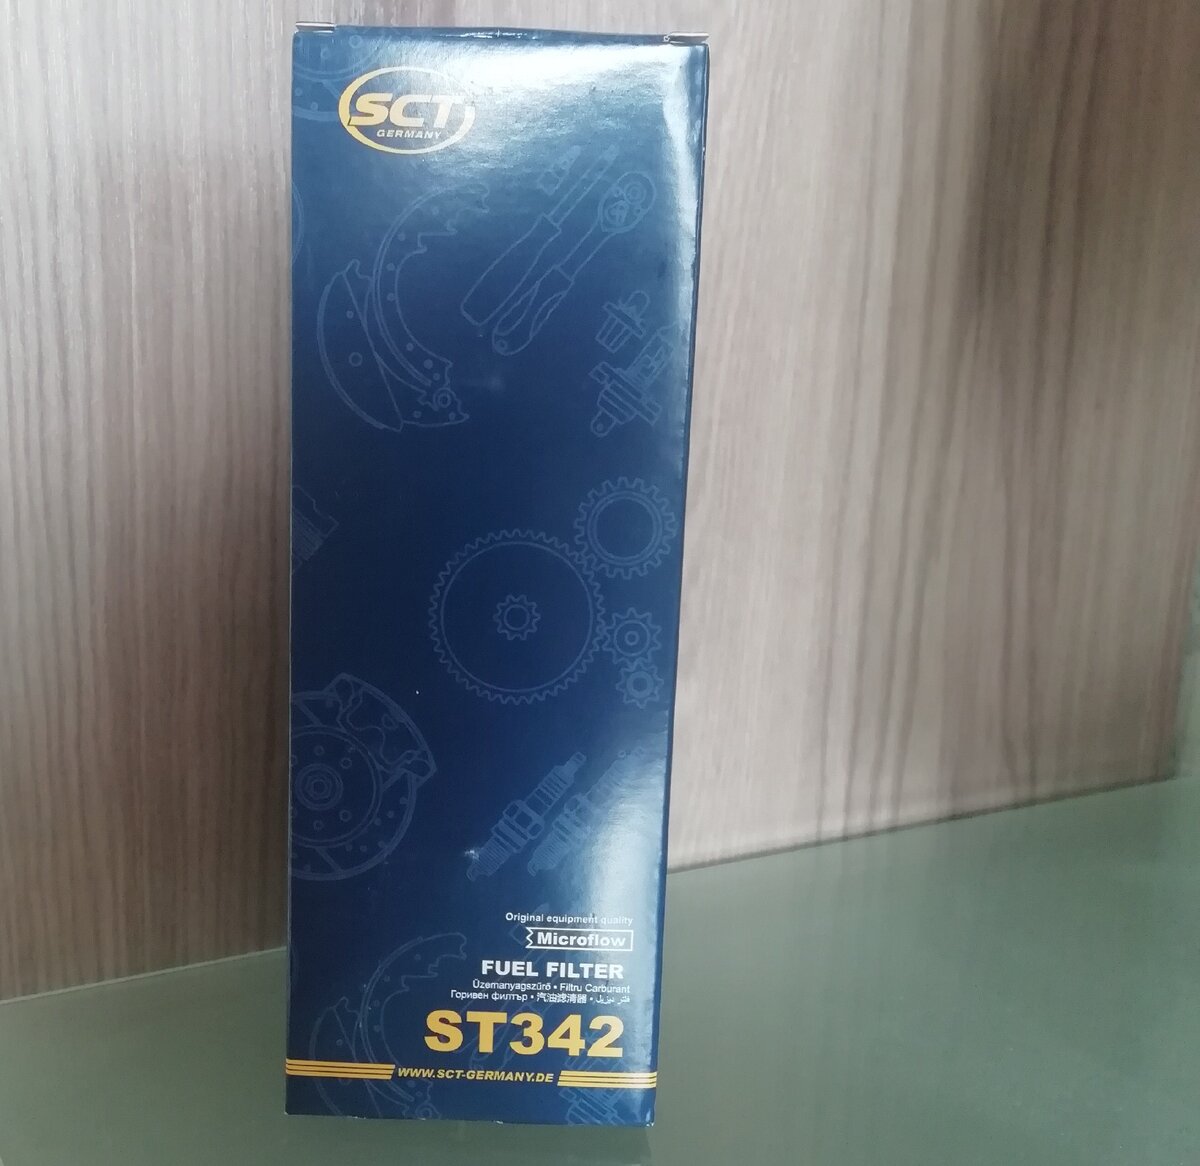 SCT
GERMANY
Original equipment quality
Microflow
FUEL FILTER
Üzemanyagszűrő • Filtru Carburant
Горивен филтър • 汽油滤清器 • فلتر ديزيل
ST342
WWW.SCT-GERMANY.DE